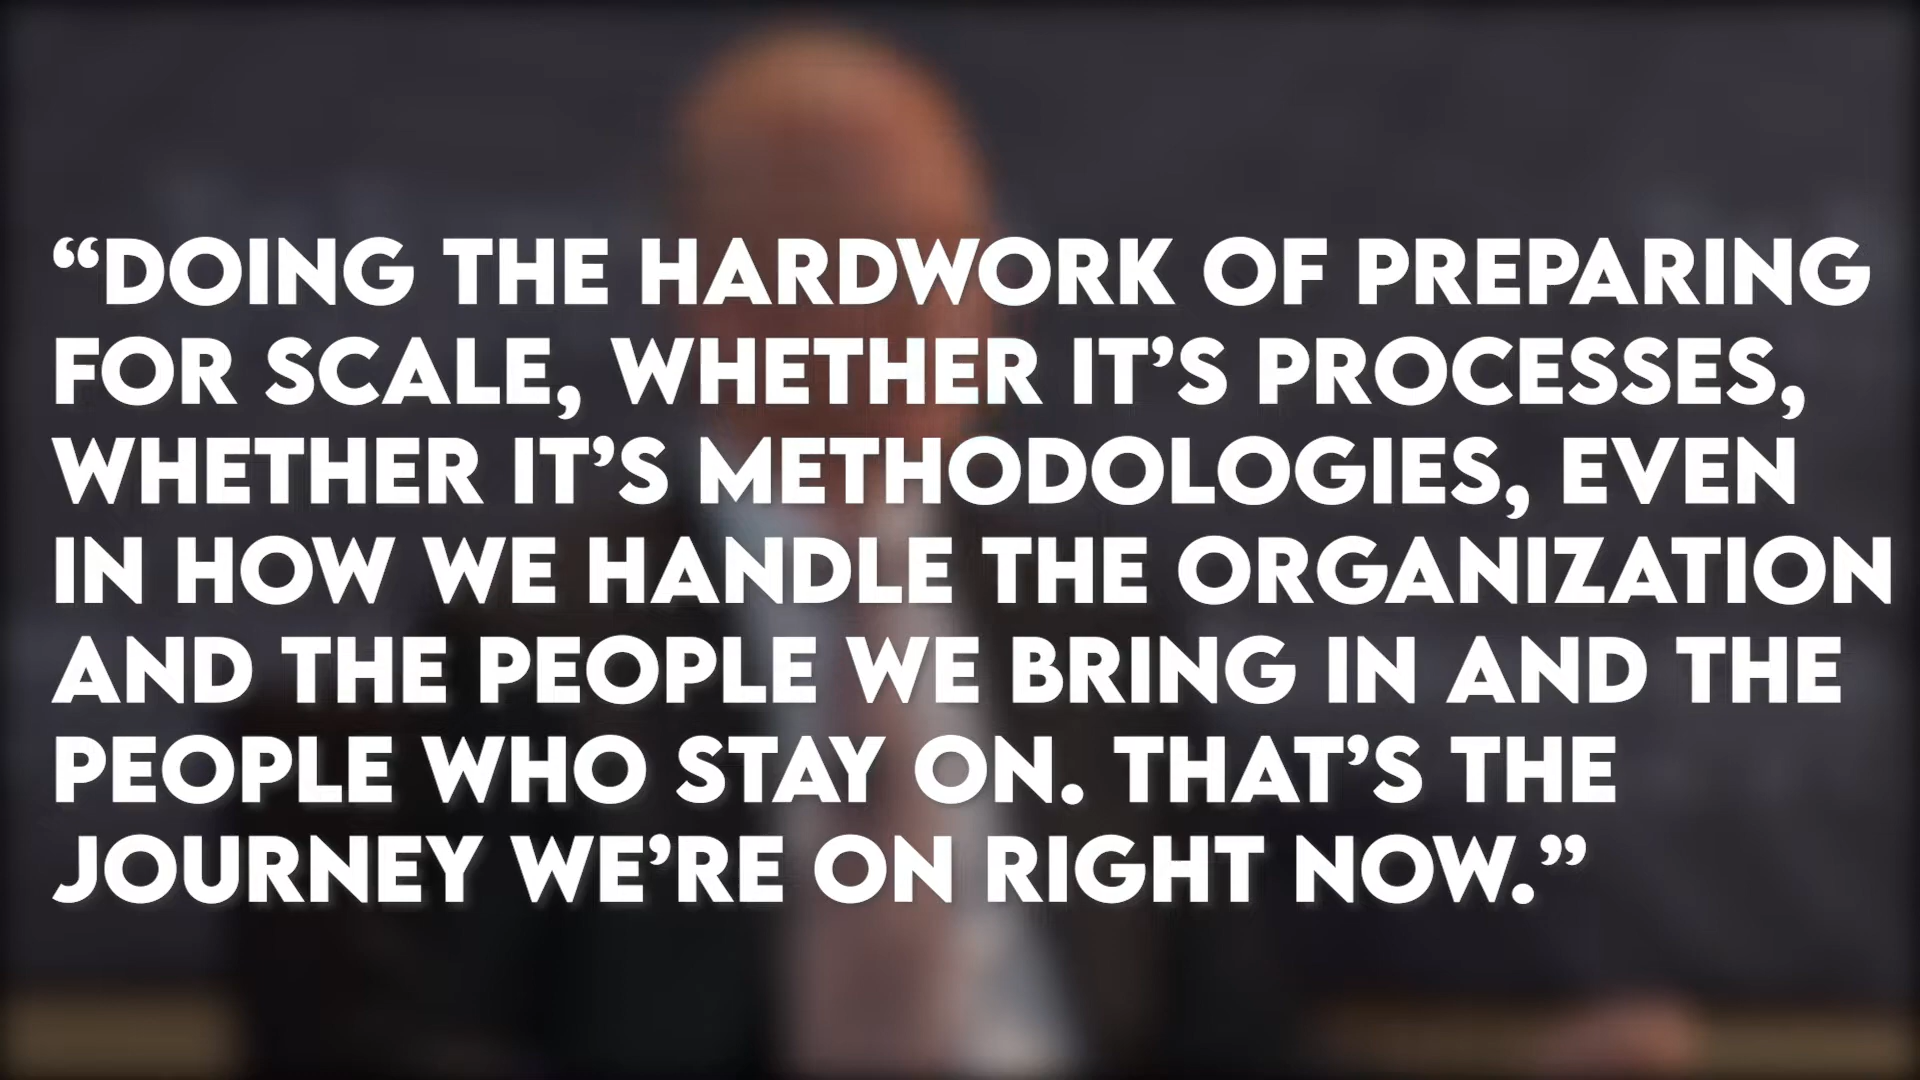 “DOING THE HARDWORK OF PREPARING
FOR SCALE, WHETHER IT’S PROCESSES,
WHETHER IT’S METHODOLOGIES, EVEN
IN HOW WE HANDLE THE ORGANIZATION
AND THE PEOPLE WE BRING IN AND THE
PEOPLE WHO STAY ON. THAT’S THE
JOURNEY WE’RE ON RIGHT NOW.”